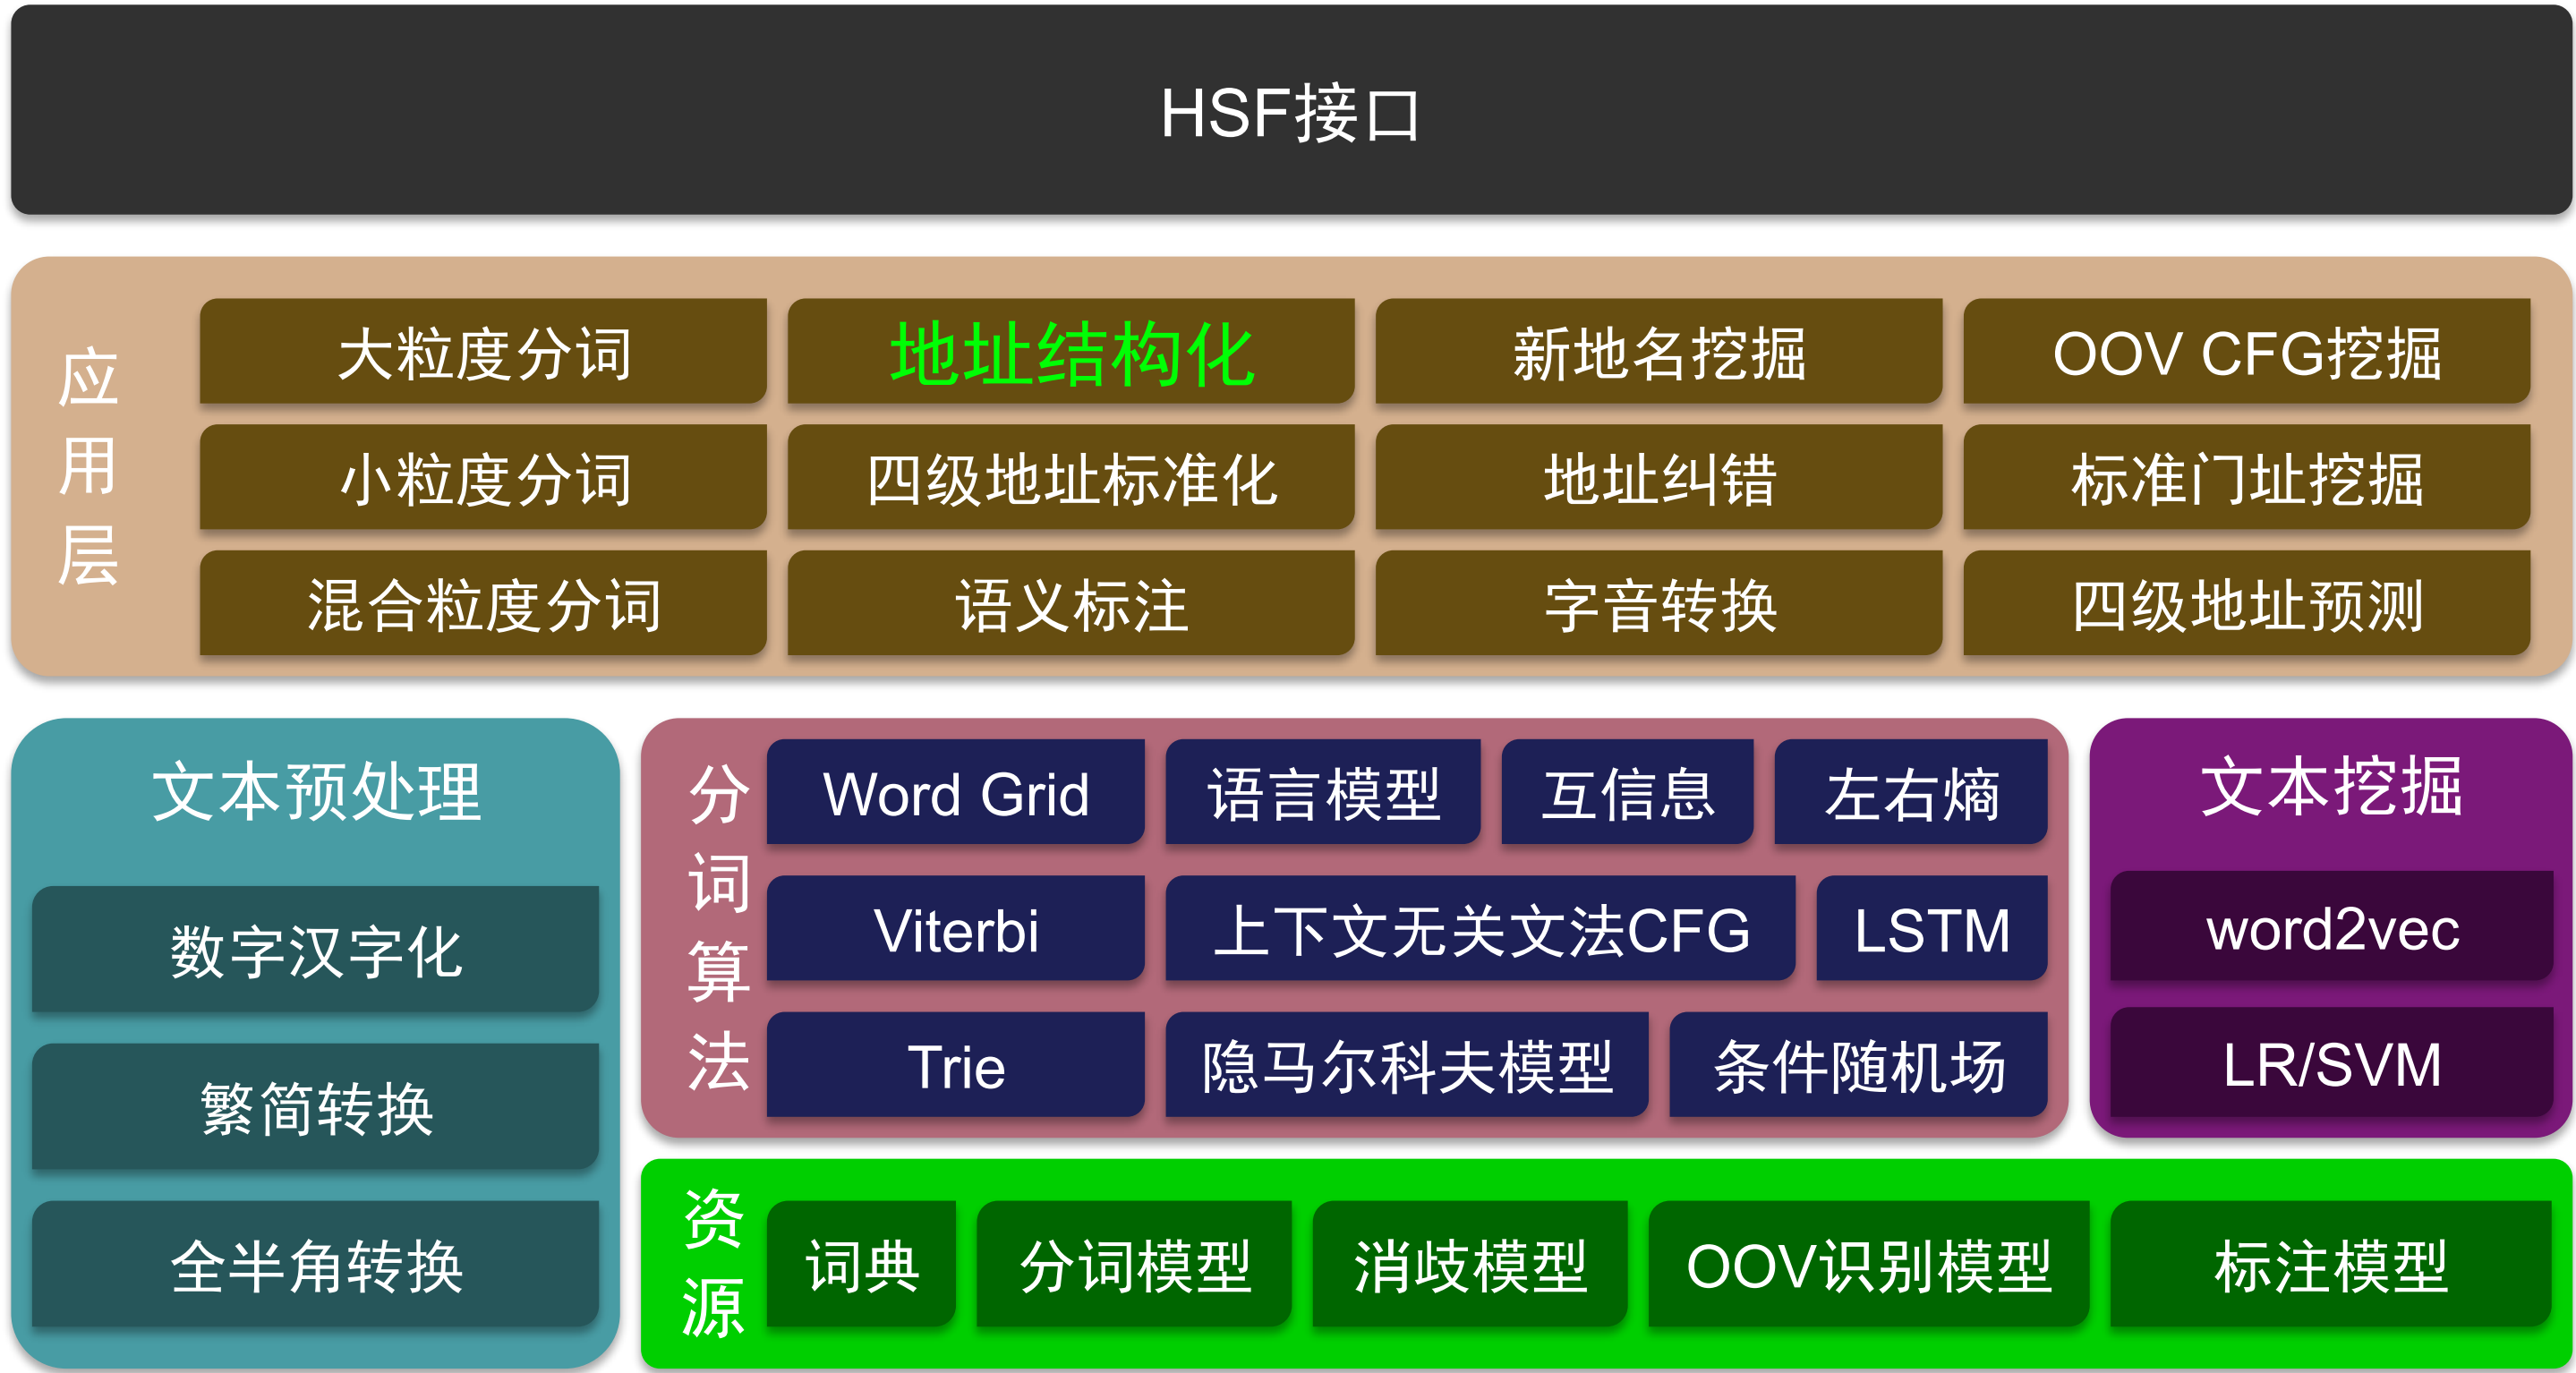 HSF接口
应用层
大粒度分词
地址结构化
新地名挖掘
OOV CFG挖掘
小粒度分词
四级地址标准化
地址纠错
标准门址挖掘
混合粒度分词
语义标注
字音转换
四级地址预测
文本预处理
数字汉字化
繁简转换
全半角转换
分词算法
Word Grid
语言模型
互信息
左右熵
Viterbi
上下文无关文法CFG
LSTM
Trie
隐马尔科夫模型
条件随机场
文本挖掘
word2vec
LR/SVM
资源
词典
分词模型
消歧模型
OOV识别模型
标注模型